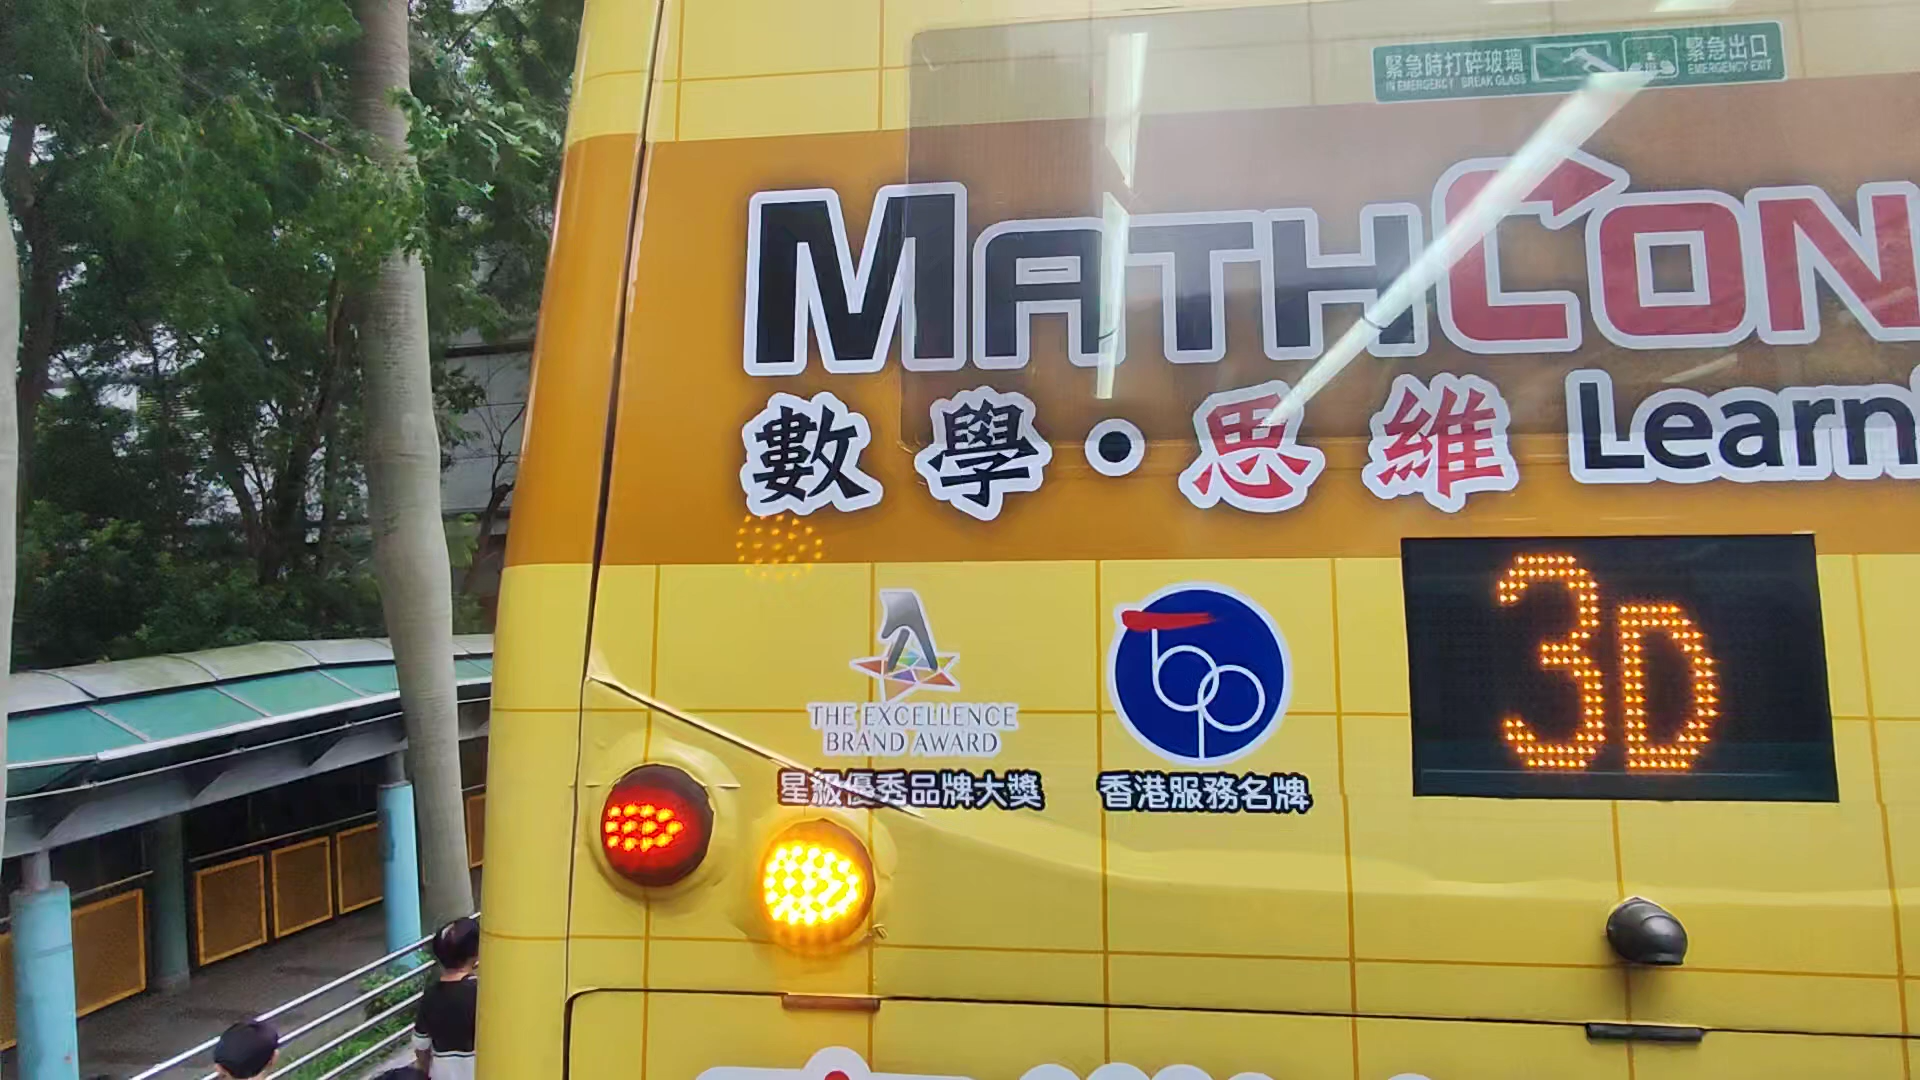 緊急時打碎玻璃 緊急出口
IN EMERGENCY BREAK GLASS EMERGENCY EXIT
MATHCON
數學・思維 Learn
3D
THE EXCELLENCE
BRAND AWARD
星級優秀品牌大獎
香港服務名牌